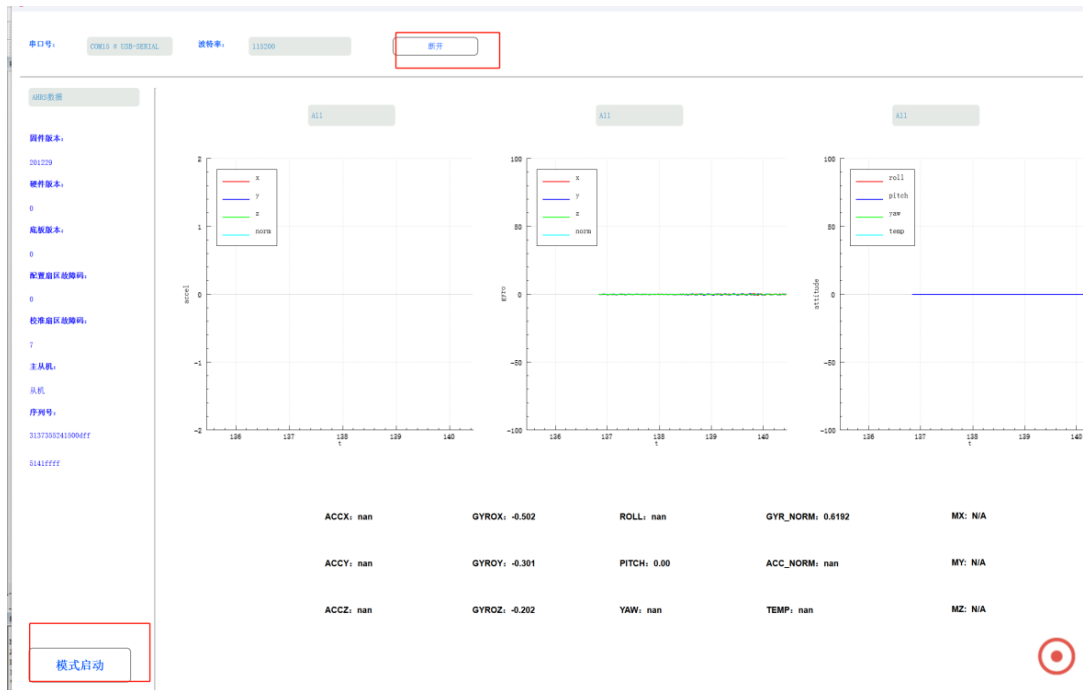 串口号： COM15 # USB-SERIAL 波特率： 115200 断开
AHRS数据
固件版本：
201229
硬件版本：
0
底板版本：
0
配置扇区故障码：
0
校准扇区故障码：
7
主从机：
从机
序列号：
3137355241500dff
5141ffff
模式启动
All
accel
2
1
0
-1
-2
x
y
z
norm
136 137 138 139 140
t
All
gyro
100
50
0
-50
-100
x
y
z
norm
136 137 138 139 140
t
All
attitude
100
50
0
-50
-100
roll
pitch
yaw
temp
136 137 138 139 140
t
ACCX: nan GYROX: -0.502 ROLL: nan GYR_NORM: 0.6192 MX: N/A
ACCY: nan GYROY: -0.301 PITCH: 0.00 ACC_NORM: nan MY: N/A
ACCZ: nan GYROZ: -0.202 YAW: nan TEMP: nan MZ: N/A